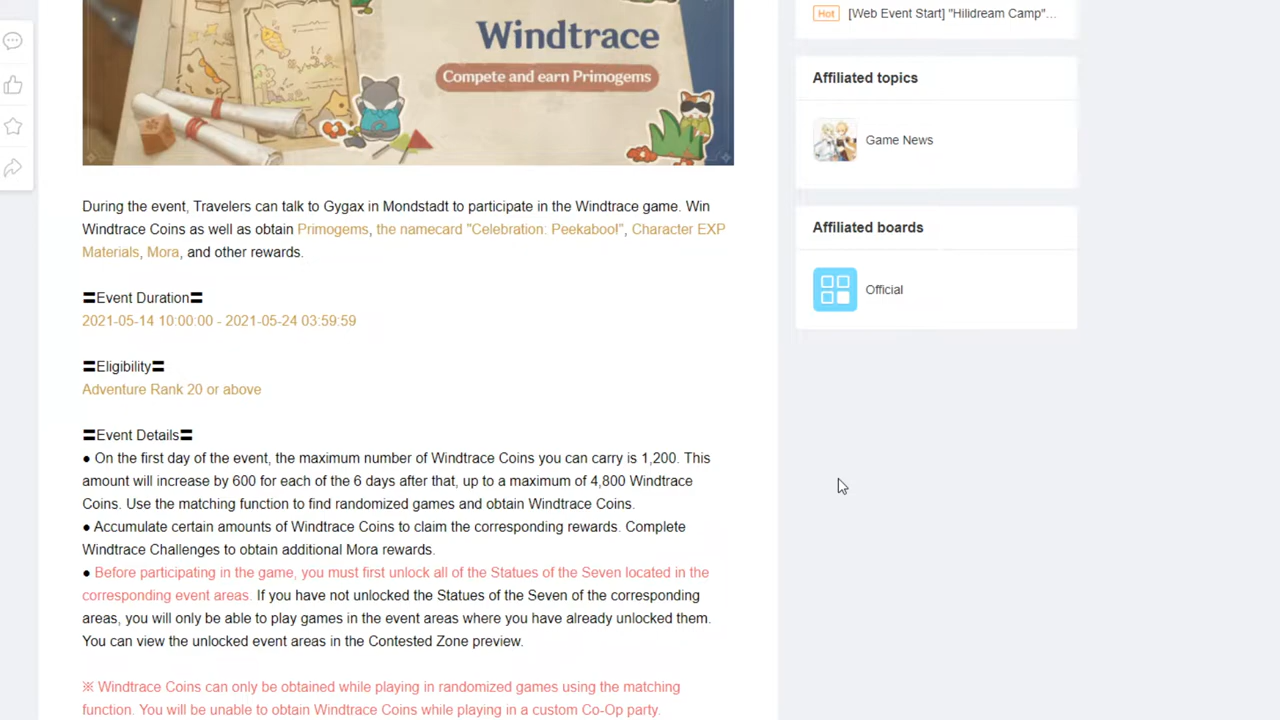 Windtrace
Compete and earn Primogems
During the event, Travelers can talk to Gygax in Mondstadt to participate in the Windtrace game. Win
Windtrace Coins as well as obtain Primogems, the namecard "Celebration: Peekaboo!", Character EXP
Materials, Mora, and other rewards.
〓Event Duration〓
2021-05-14 10:00:00 - 2021-05-24 03:59:59
〓Eligibility〓
Adventure Rank 20 or above
〓Event Details〓
● On the first day of the event, the maximum number of Windtrace Coins you can carry is 1,200. This
amount will increase by 600 for each of the 6 days after that, up to a maximum of 4,800 Windtrace
Coins. Use the matching function to find randomized games and obtain Windtrace Coins.
● Accumulate certain amounts of Windtrace Coins to claim the corresponding rewards. Complete
Windtrace Challenges to obtain additional Mora rewards.
● Before participating in the game, you must first unlock all of the Statues of the Seven located in the
corresponding event areas. If you have not unlocked the Statues of the Seven of the corresponding
areas, you will only be able to play games in the event areas where you have already unlocked them.
You can view the unlocked event areas in the Contested Zone preview.
※ Windtrace Coins can only be obtained while playing in randomized games using the matching
function. You will be unable to obtain Windtrace Coins while playing in a custom Co-Op party.
Hot [Web Event Start] "Hilidream Camp"...
Affiliated topics
Game News
Affiliated boards
Official